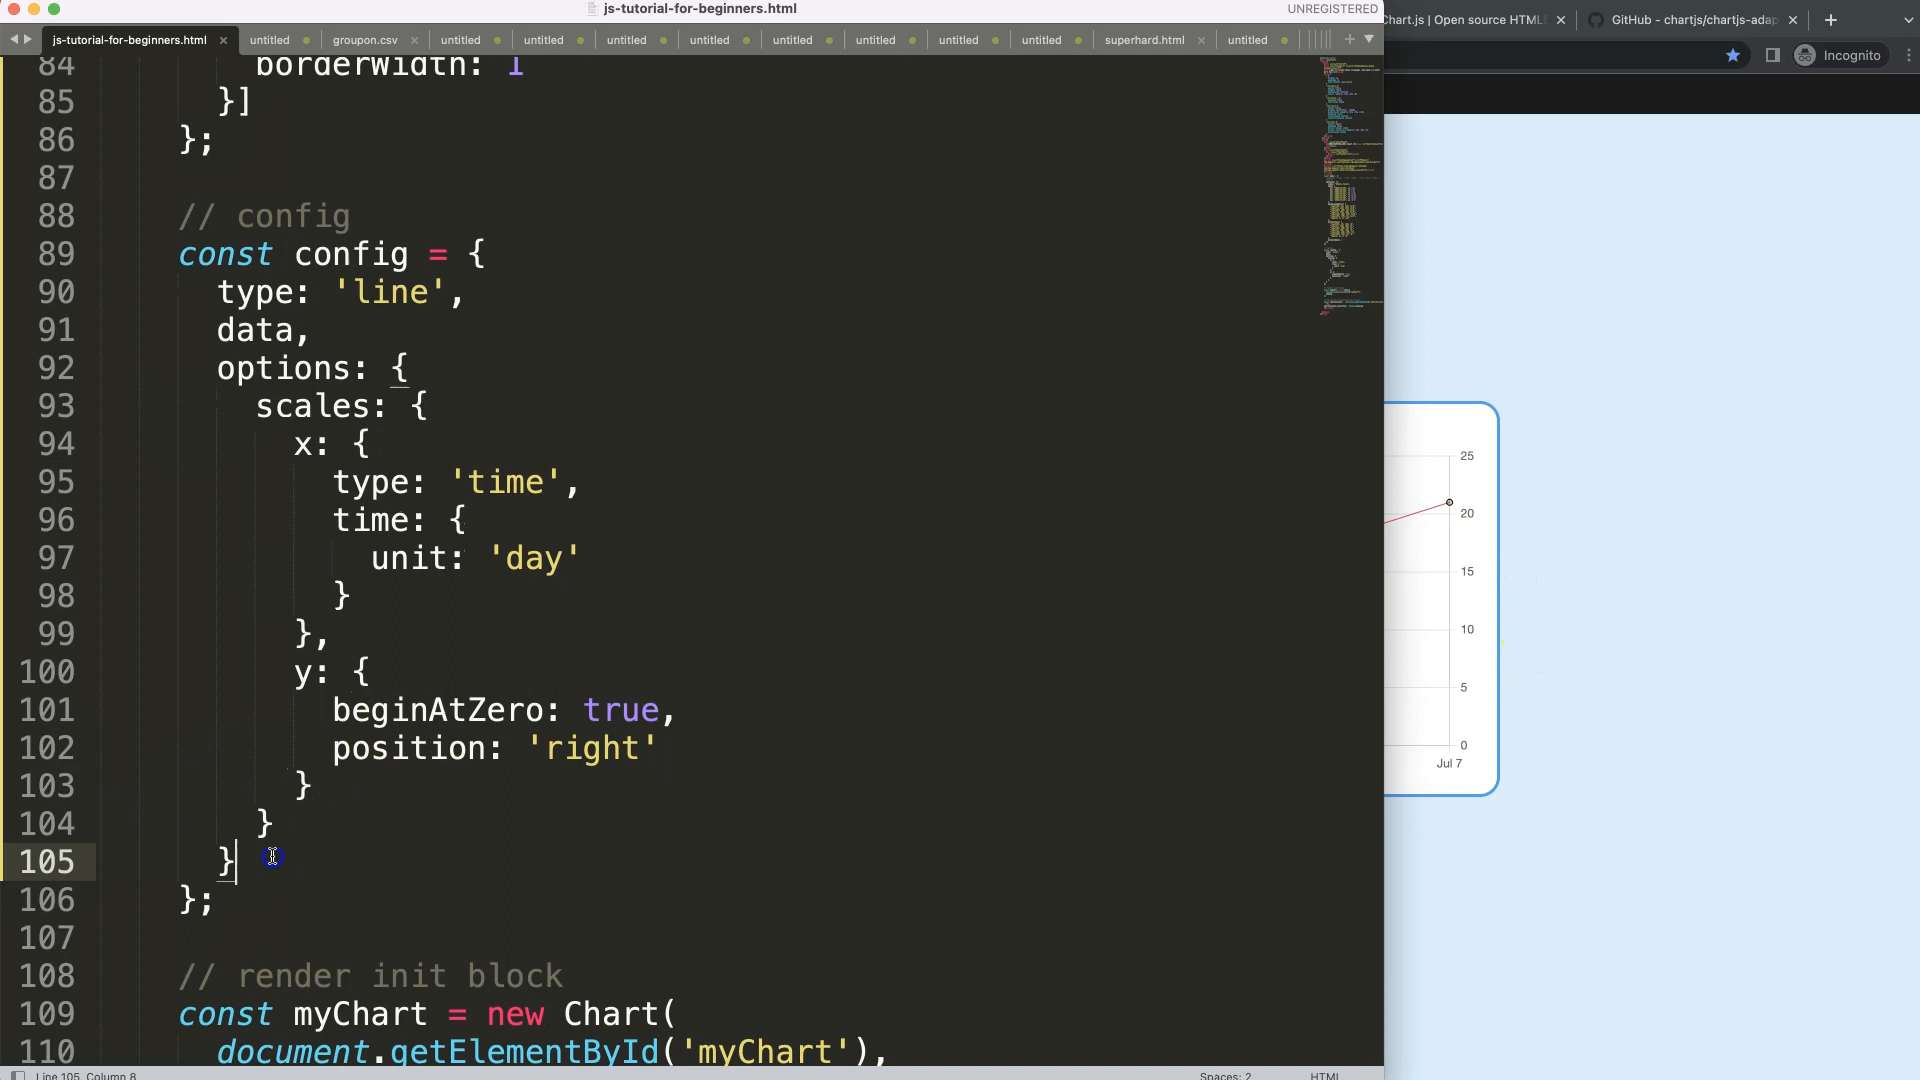 js-tutorial-for-beginners.html
UNREGISTERED
Chart.js | Open source HTML
GitHub - chartjs/chartjs-adap
js-tutorial-for-beginners.html
untitled
groupon.csv
untitled
untitled
untitled
untitled
untitled
untitled
untitled
untitled
superhard.html
untitled
Incognito
84 borderWidth: 1
85 }]
86 };
87
88 // config
89 const config = {
90 type: 'line',
91 data,
92 options: {
93 scales: {
94 x: {
95 type: 'time',
96 time: {
97 unit: 'day'
98 }
99 },
100 y: {
101 beginAtZero: true,
102 position: 'right'
103 }
104 }
105 }
106 };
107
108 // render init block
109 const myChart = new Chart(
110 document.getElementById('myChart'),
25
20
15
10
5
0
Jul 7
Line 105, Column 8
Spaces: 2
HTML